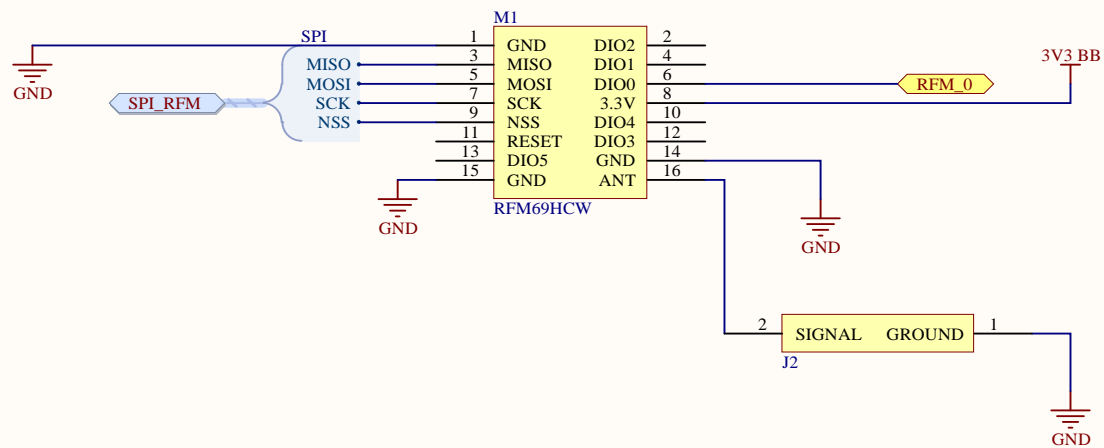 M1
SPI
1 GND DIO2 2
MISO 3 MISO DIO1 4
MOSI 5 MOSI DIO0 6 RFM_0
3V3 BB
SPI_RFM SCK 7 SCK 3.3V 8
NSS 9 NSS DIO4 10
11 RESET DIO3 12
13 DIO5 GND 14
15 GND ANT 16
RFM69HCW
GND
GND
GND
2 SIGNAL GROUND 1
J2
GND